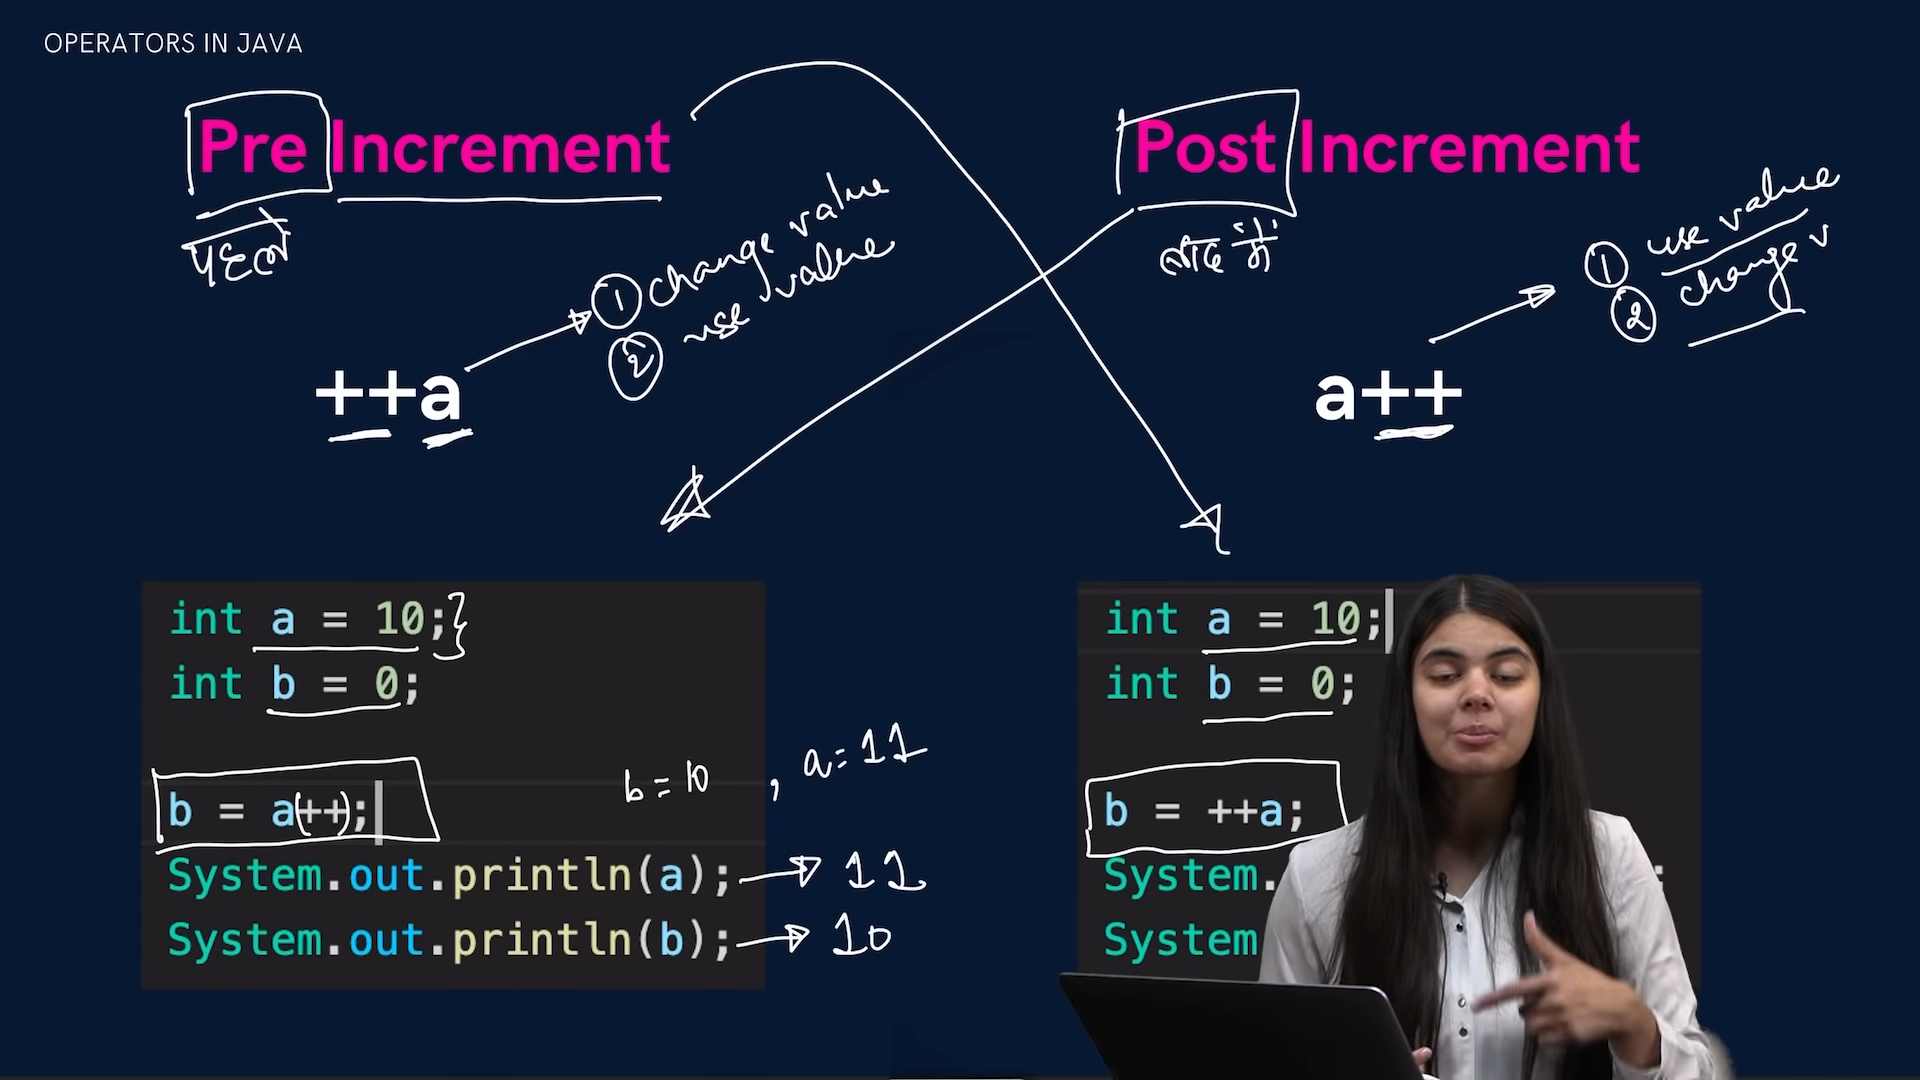 OPERATORS IN JAVA
Pre Increment
Post Increment
पहले
बाद में
① change value
② use value
① use value
② change v
++a
a++
int a = 10;}
int b = 0;
b = a(++);
b = 10 , a = 11
System.out.println(a); → 11
System.out.println(b); → 10
int a = 10;
int b = 0;
b = ++a;
System.
System